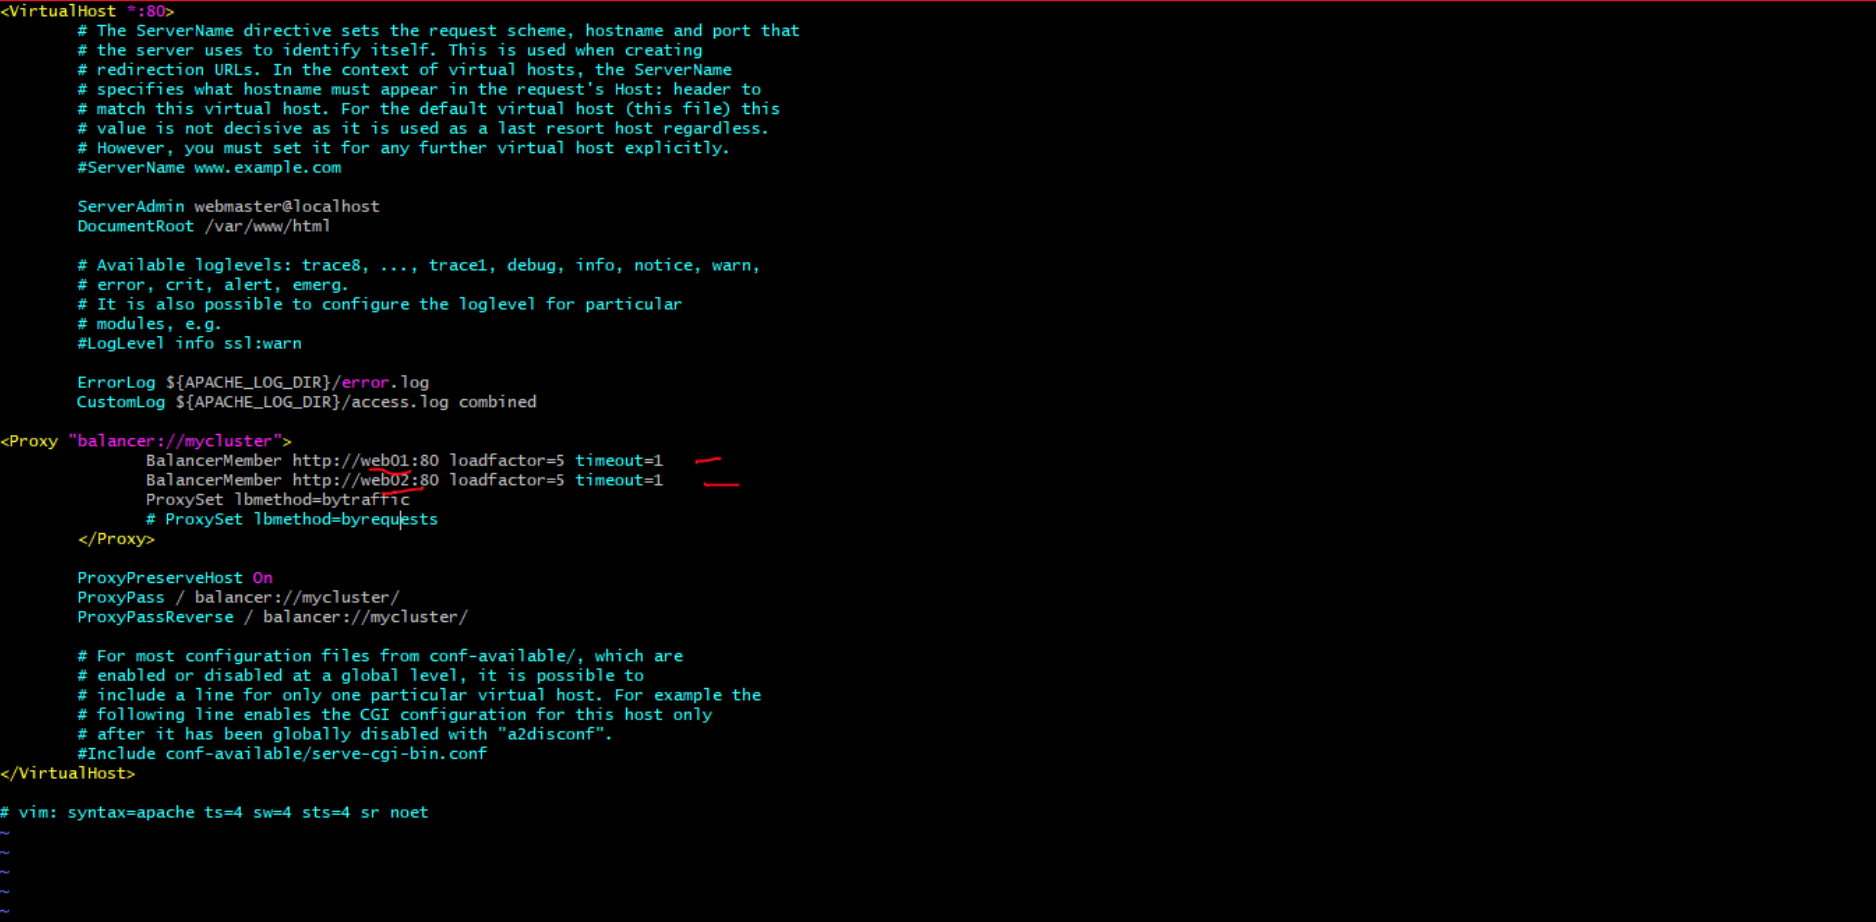 <VirtualHost *:80>
# The ServerName directive sets the request scheme, hostname and port that
# the server uses to identify itself. This is used when creating
# redirection URLs. In the context of virtual hosts, the ServerName
# specifies what hostname must appear in the request's Host: header to
# match this virtual host. For the default virtual host (this file) this
# value is not decisive as it is used as a last resort host regardless.
# However, you must set it for any further virtual host explicitly.
#ServerName www.example.com
ServerAdmin webmaster@localhost
DocumentRoot /var/www/html
# Available loglevels: trace8, ..., trace1, debug, info, notice, warn,
# error, crit, alert, emerg.
# It is also possible to configure the loglevel for particular
# modules, e.g.
#LogLevel info ssl:warn
ErrorLog ${APACHE_LOG_DIR}/error.log
CustomLog ${APACHE_LOG_DIR}/access.log combined
<Proxy "balancer://mycluster">
BalancerMember http://web01:80 loadfactor=5 timeout=1
BalancerMember http://web02:80 loadfactor=5 timeout=1
ProxySet lbmethod=bytraffic
# ProxySet lbmethod=byrequests
</Proxy>
ProxyPreserveHost On
ProxyPass / balancer://mycluster/
ProxyPassReverse / balancer://mycluster/
# For most configuration files from conf-available/, which are
# enabled or disabled at a global level, it is possible to
# include a line for only one particular virtual host. For example the
# following line enables the CGI configuration for this host only
# after it has been globally disabled with "a2disconf".
#Include conf-available/serve-cgi-bin.conf
</VirtualHost>
# vim: syntax=apache ts=4 sw=4 sts=4 sr noet
~
~
~
~
~